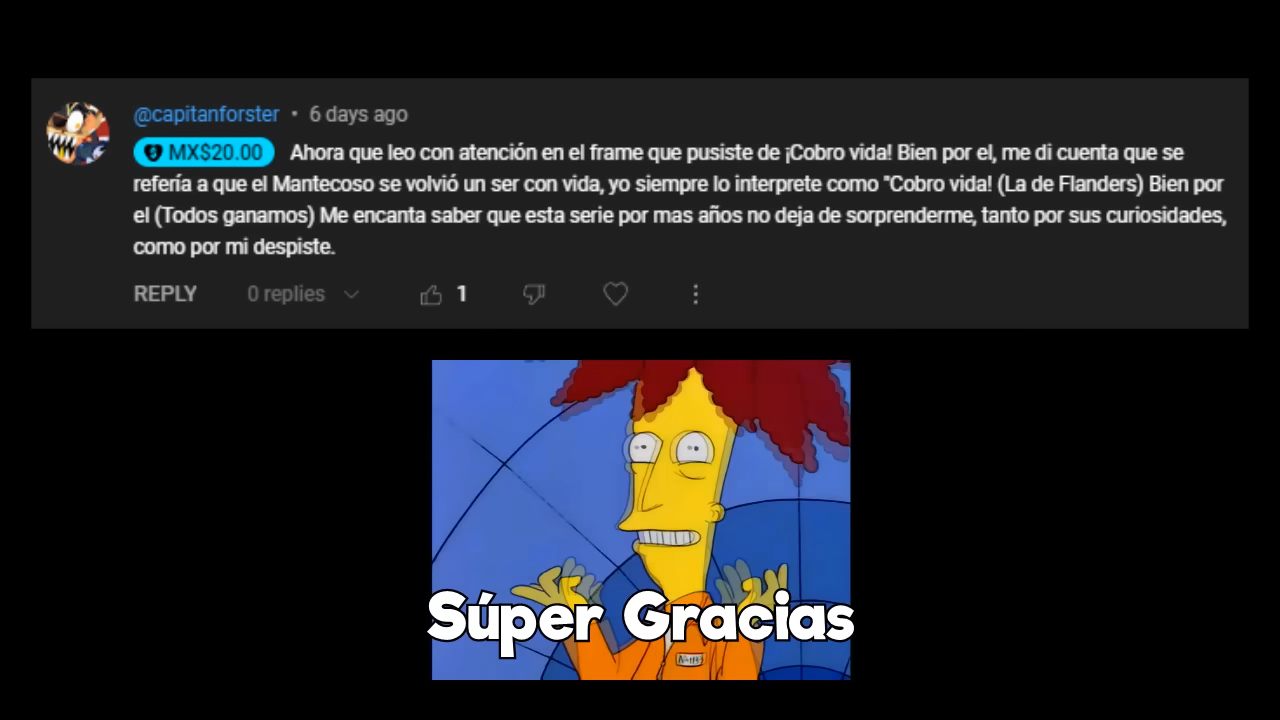 @capitanforster • 6 days ago
MX$20.00 Ahora que leo con atención en el frame que pusiste de ¡Cobro vida! Bien por el, me di cuenta que se
refería a que el Mantecoso se volvió un ser con vida, yo siempre lo interprete como "Cobro vida! (La de Flanders) Bien por
el (Todos ganamos) Me encanta saber que esta serie por mas años no deja de sorprenderme, tanto por sus curiosidades,
como por mi despiste.
REPLY 0 replies 1
Súper Gracias